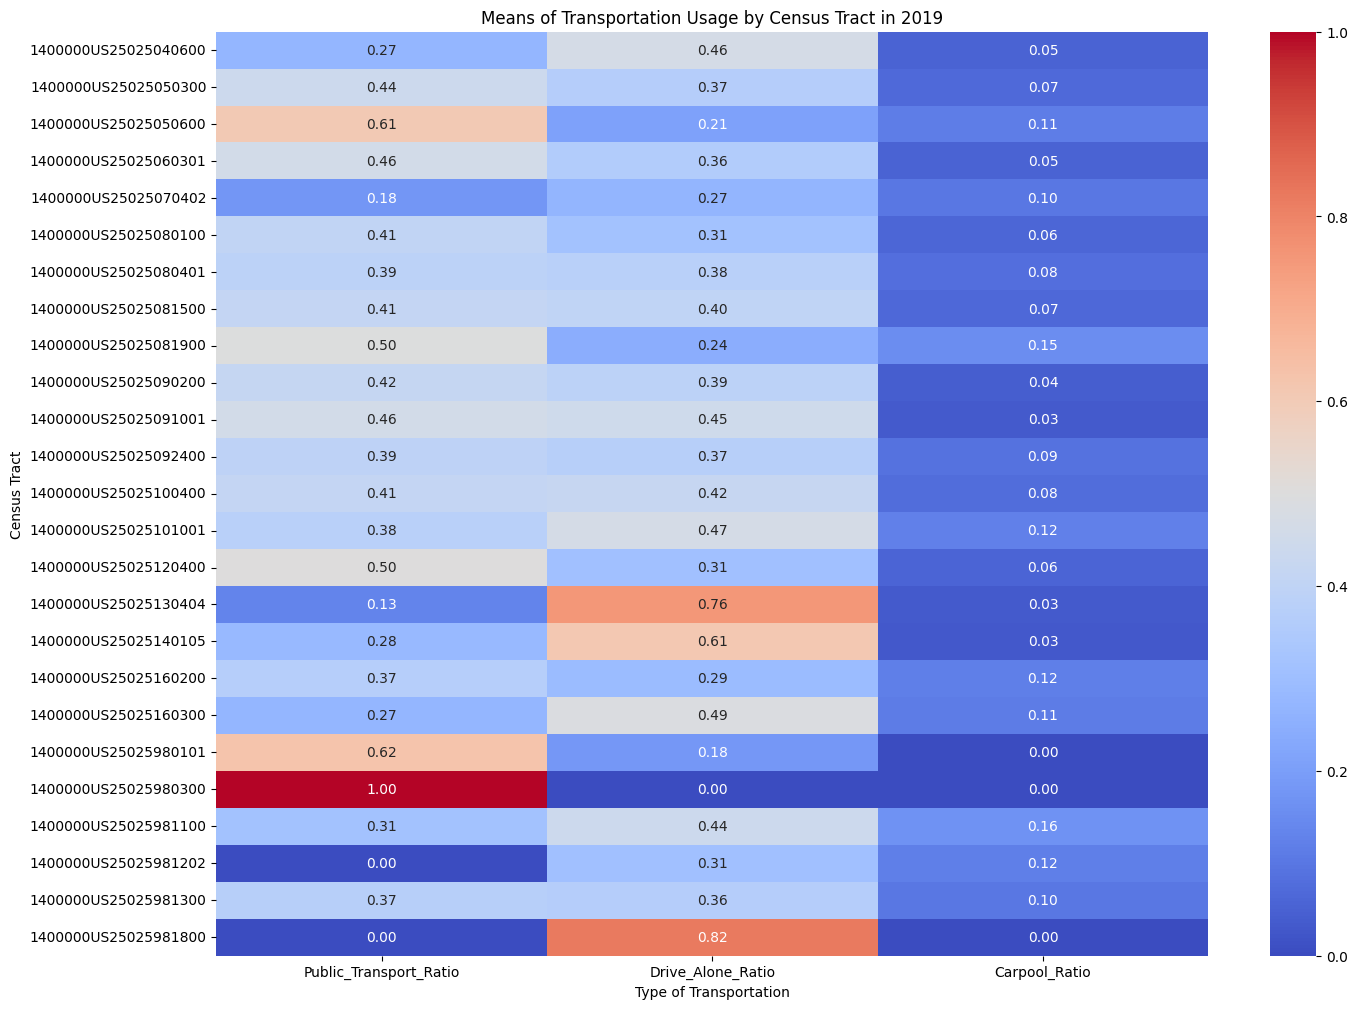 Means of Transportation Usage by Census Tract in 2019
1400000US25025040600 0.27 0.46 0.05
1400000US25025050300 0.44 0.37 0.07
1400000US25025050600 0.61 0.21 0.11
1400000US25025060301 0.46 0.36 0.05
1400000US25025070402 0.18 0.27 0.10
1400000US25025080100 0.41 0.31 0.06
1400000US25025080401 0.39 0.38 0.08
1400000US25025081500 0.41 0.40 0.07
1400000US25025081900 0.50 0.24 0.15
1400000US25025090200 0.42 0.39 0.04
1400000US25025091001 0.46 0.45 0.03
1400000US25025092400 0.39 0.37 0.09
1400000US25025100400 0.41 0.42 0.08
1400000US25025101001 0.38 0.47 0.12
1400000US25025120400 0.50 0.31 0.06
1400000US25025130404 0.13 0.76 0.03
1400000US25025140105 0.28 0.61 0.03
1400000US25025160200 0.37 0.29 0.12
1400000US25025160300 0.27 0.49 0.11
1400000US25025980101 0.62 0.18 0.00
1400000US25025980300 1.00 0.00 0.00
1400000US25025981100 0.31 0.44 0.16
1400000US25025981202 0.00 0.31 0.12
1400000US25025981300 0.37 0.36 0.10
1400000US25025981800 0.00 0.82 0.00
Census Tract
Public_Transport_Ratio Drive_Alone_Ratio Carpool_Ratio
Type of Transportation
1.0
0.8
0.6
0.4
0.2
0.0